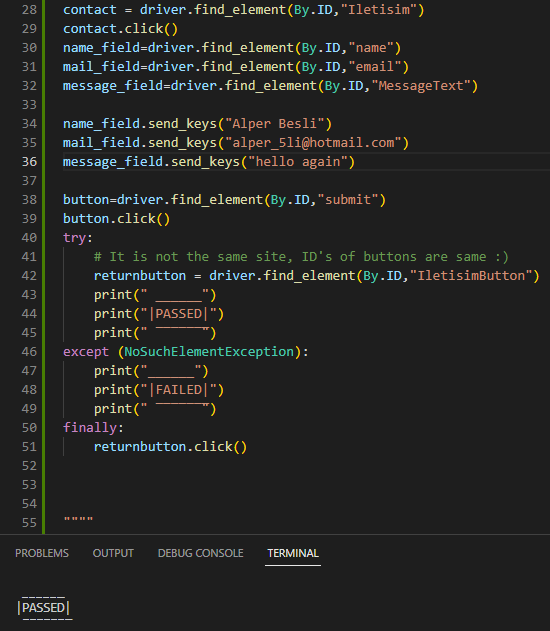 28 contact = driver.find_element(By.ID,"Iletisim")
29 contact.click()
30 name_field=driver.find_element(By.ID,"name")
31 mail_field=driver.find_element(By.ID,"email")
32 message_field=driver.find_element(By.ID,"MessageText")
33
34 name_field.send_keys("Alper Besli")
35 mail_field.send_keys("alper_5li@hotmail.com")
36 message_field.send_keys("hello again")
37
38 button=driver.find_element(By.ID,"submit")
39 button.click()
40 try:
41     # It is not the same site, ID's of buttons are same :)
42     returnbutton = driver.find_element(By.ID,"IletisimButton")
43     print(" ______")
44     print("|PASSED|")
45     print(" ‾‾‾‾‾‾‾")
46 except (NoSuchElementException):
47     print("______")
48     print("|FAILED|")
49     print(" ‾‾‾‾‾‾‾")
50 finally:
51     returnbutton.click()
52
53
54
55 """"
PROBLEMS OUTPUT DEBUG CONSOLE TERMINAL
 ______
|PASSED|
 ‾‾‾‾‾‾‾